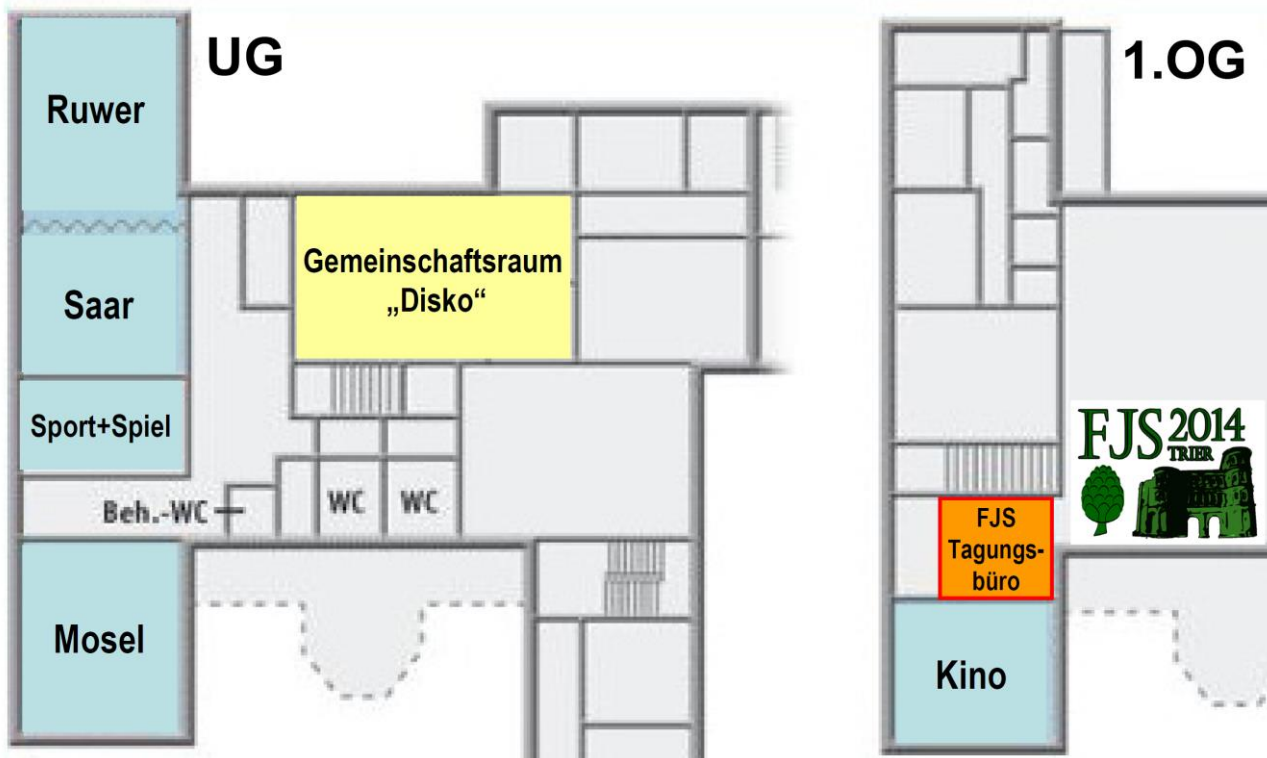 UG
Ruwer
Saar
Sport+Spiel
Beh.-WC
WC
WC
Mosel
Gemeinschaftsraum
„Disko“
1.OG
FJS 2014
TRIER
FJS
Tagungs-
büro
Kino